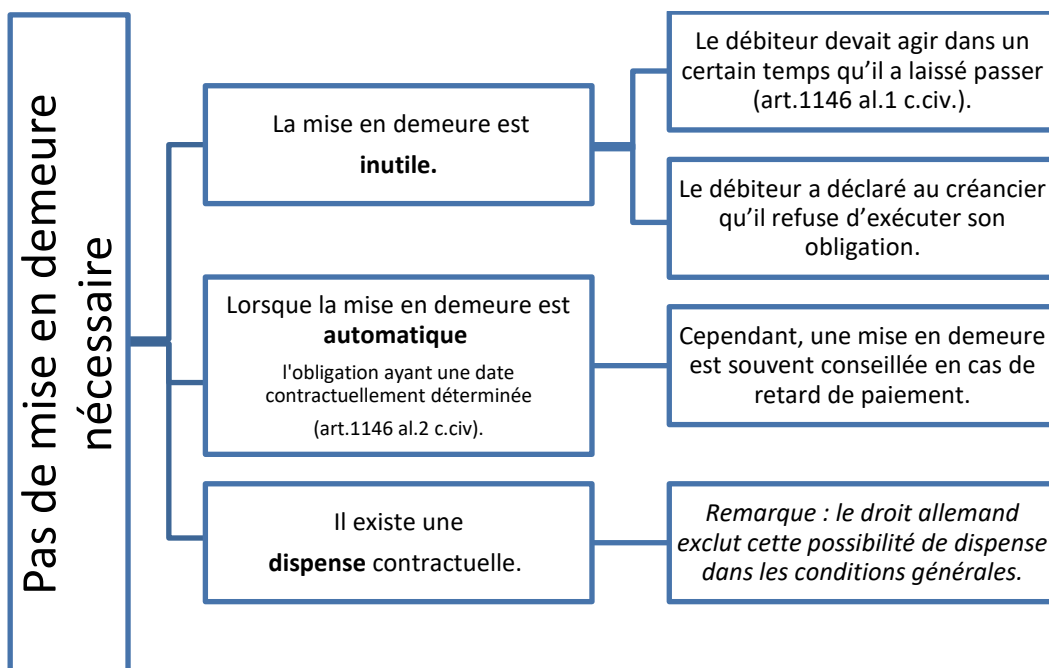 Pas de mise en demeure
nécessaire
La mise en demeure est
inutile.
Le débiteur devait agir dans un
certain temps qu’il a laissé passer
(art.1146 al.1 c.civ.).
Le débiteur a déclaré au créancier
qu’il refuse d’exécuter son
obligation.
Lorsque la mise en demeure est
automatique
l'obligation ayant une date
contractuellement déterminée
(art.1146 al.2 c.civ).
Cependant, une mise en demeure
est souvent conseillée en cas de
retard de paiement.
Il existe une
dispense contractuelle.
Remarque : le droit allemand
exclut cette possibilité de dispense
dans les conditions générales.